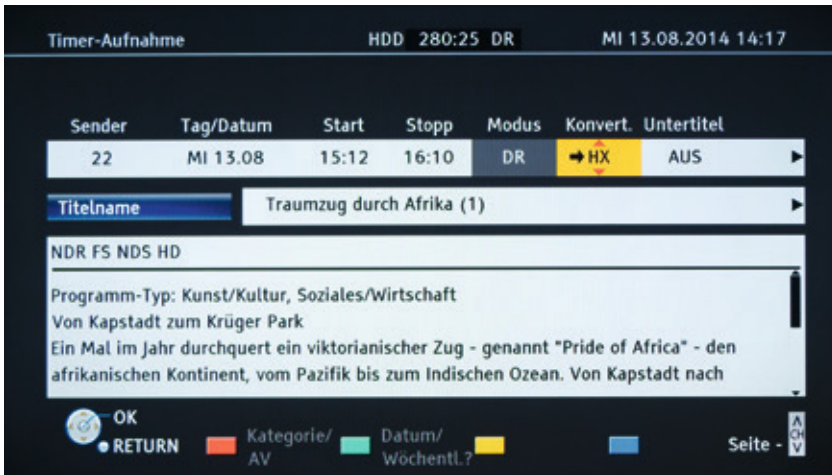 Timer-Aufnahme HDD 280:25 DR MI 13.08.2014 14:17
Sender Tag/Datum Start Stopp Modus Konvert. Untertitel
22 MI 13.08 15:12 16:10 DR ➔HX AUS
Titelname Traumzug durch Afrika (1)
NDR FS NDS HD
Programm-Typ: Kunst/Kultur, Soziales/Wirtschaft
Von Kapstadt zum Krüger Park
Ein Mal im Jahr durchquert ein viktorianischer Zug - genannt "Pride of Africa" - den
afrikanischen Kontinent, vom Pazifik bis zum Indischen Ozean. Von Kapstadt nach
OK
RETURN Kategorie/ Datum/ Seite - CH
AV Wöchentl.?